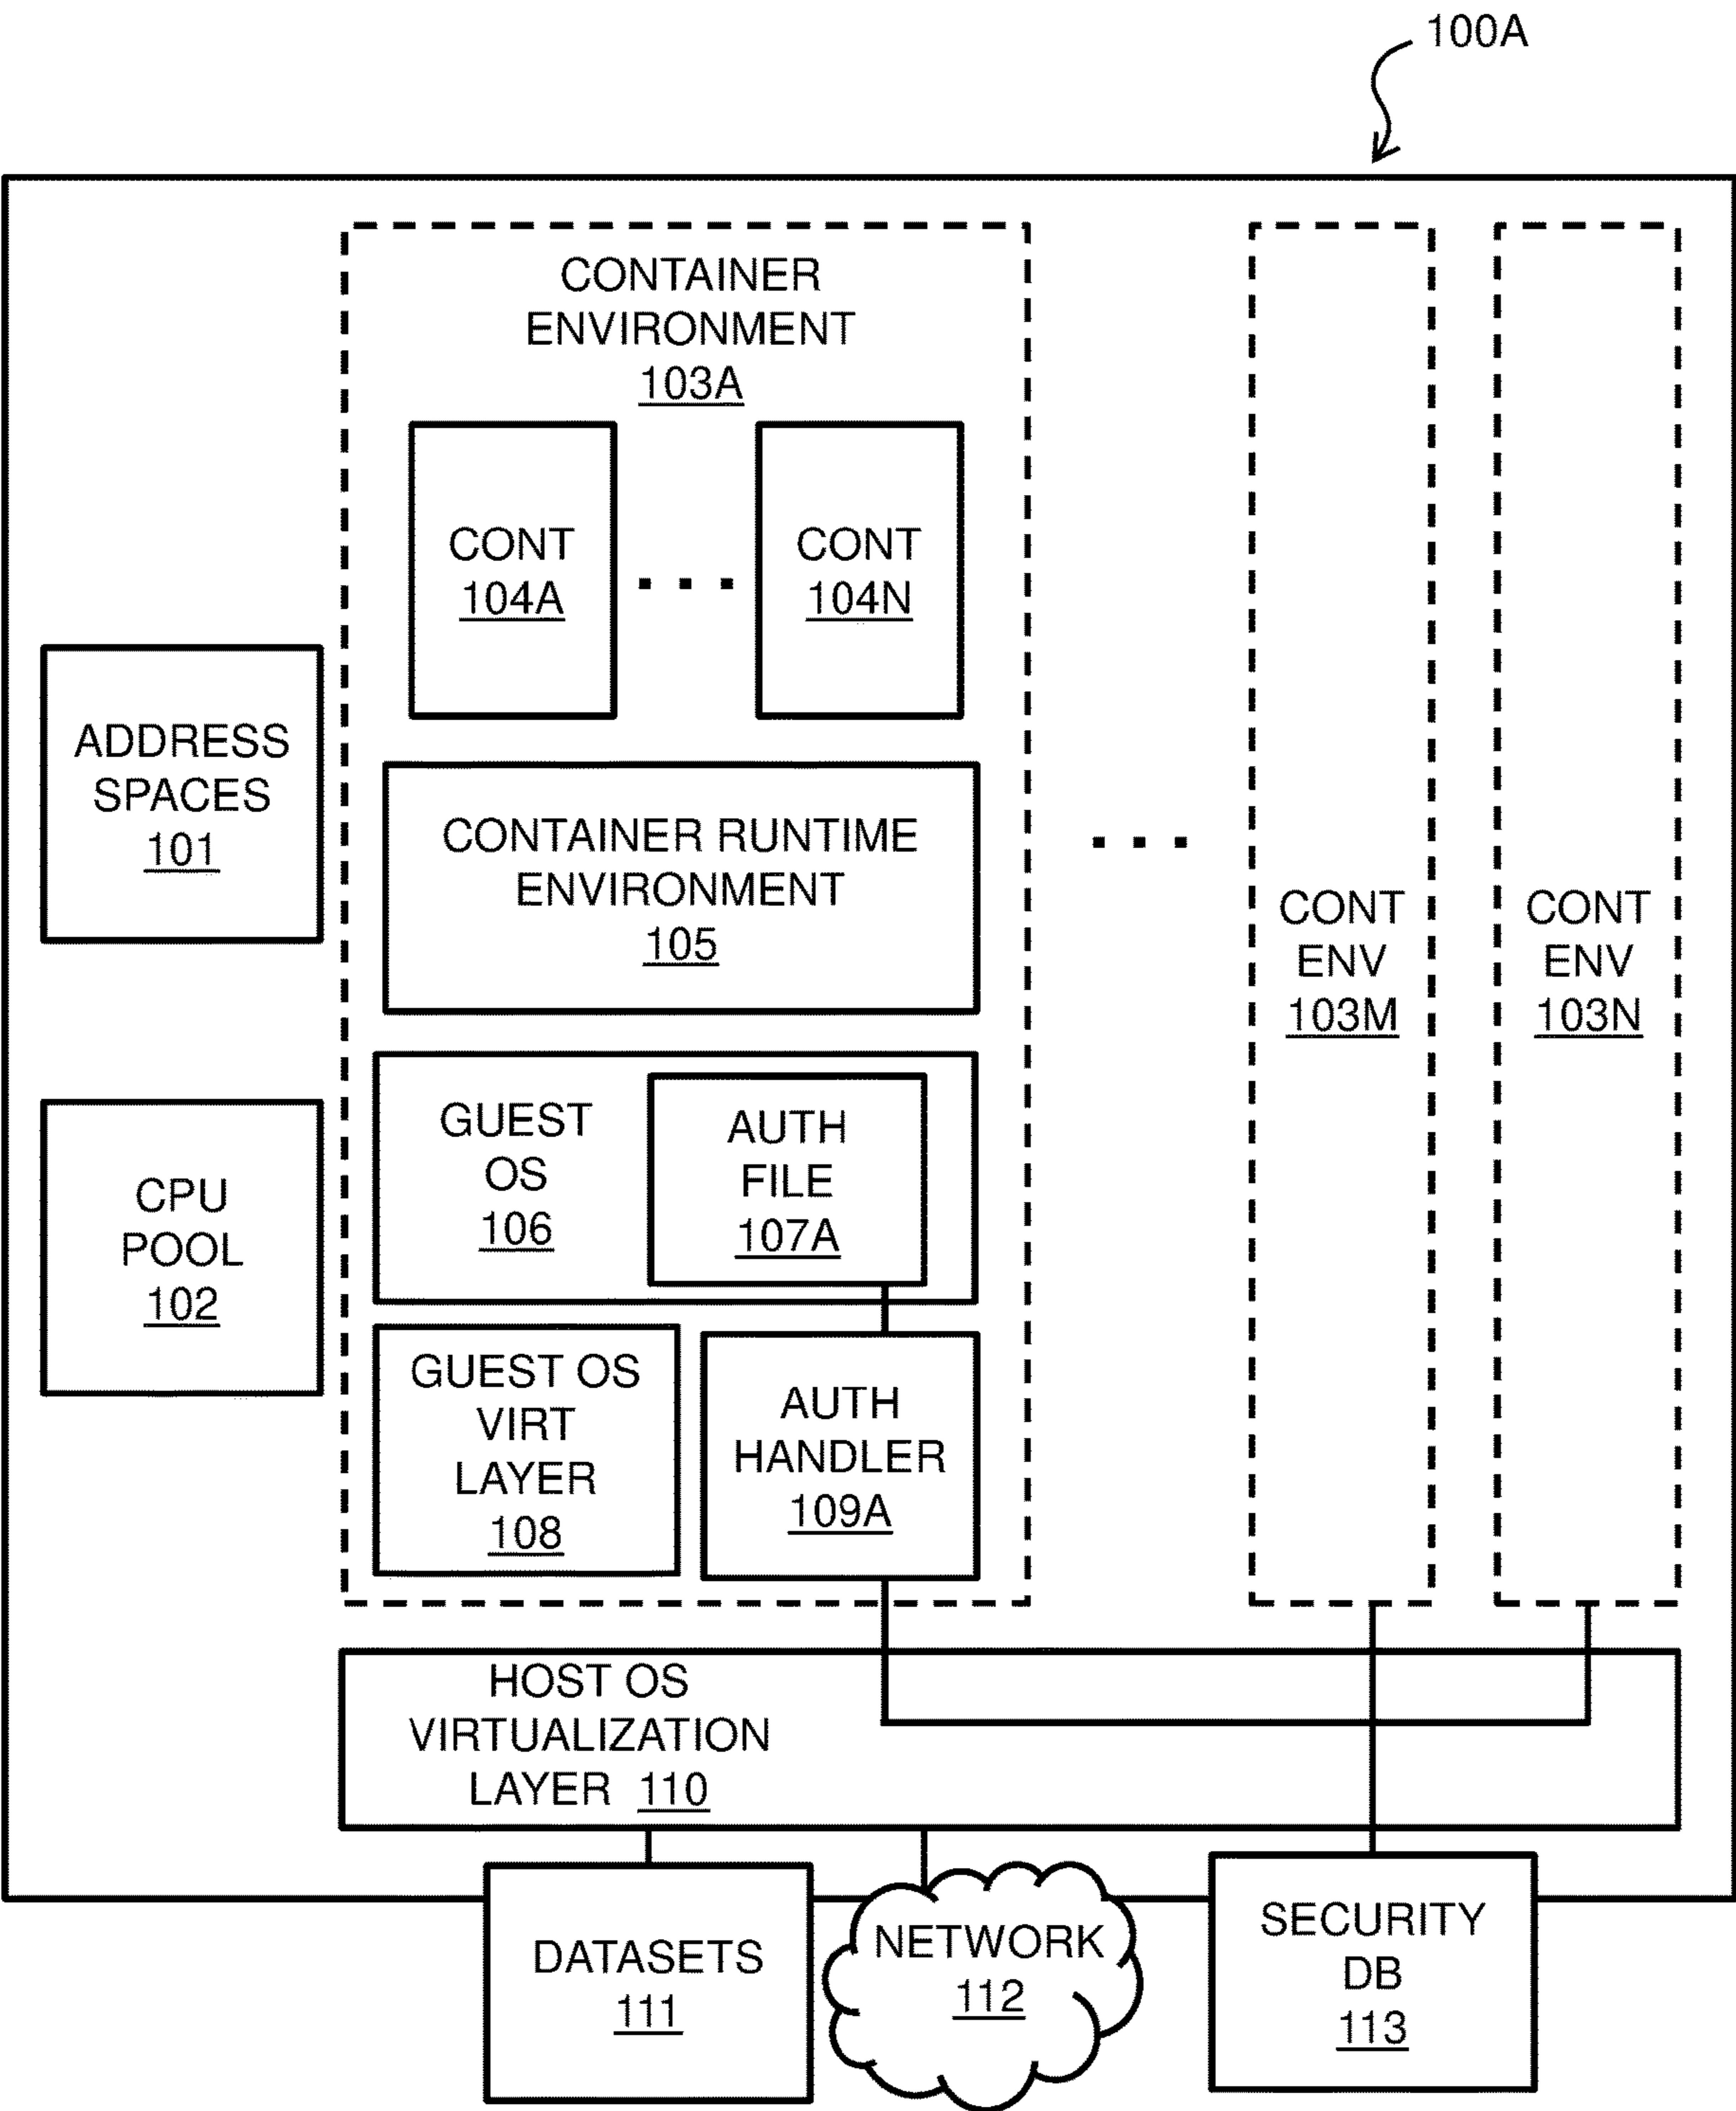 100A
CONTAINER
ENVIRONMENT
103A
CONT
104A
CONT
104N
ADDRESS
SPACES
101
CONTAINER RUNTIME
ENVIRONMENT
105
CONT
ENV
103M
CONT
ENV
103N
CPU
POOL
102
GUEST
OS
106
AUTH
FILE
107A
GUEST OS
VIRT
LAYER
108
AUTH
HANDLER
109A
HOST OS
VIRTUALIZATION
LAYER 110
DATASETS
111
NETWORK
112
SECURITY
DB
113